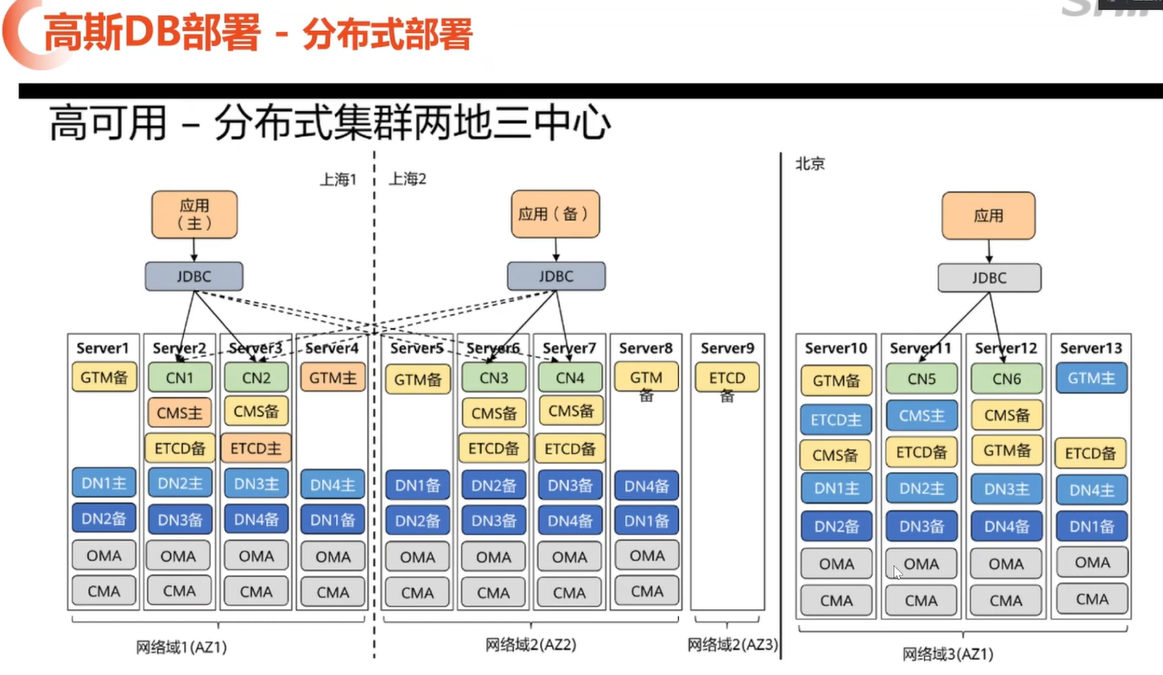 高斯DB部署 - 分布式部署
高可用 – 分布式集群两地三中心
上海1
上海2
北京
应用
（主）
应用（备）
应用
JDBC
JDBC
JDBC
Server1
GTM备
DN1主
DN2备
OMA
CMA
Server2
CN1
CMS主
ETCD备
DN2主
DN3备
OMA
CMA
Server3
CN2
CMS备
ETCD主
DN3主
DN4备
OMA
CMA
Server4
GTM主
DN4主
DN1备
OMA
CMA
Server5
GTM备
DN1备
DN2备
OMA
CMA
Server6
CN3
CMS备
ETCD备
DN2备
DN3备
OMA
CMA
Server7
CN4
CMS备
ETCD备
DN3备
DN4备
OMA
CMA
Server8
GTM
备
DN4备
DN1备
OMA
CMA
Server9
ETCD
备
Server10
GTM备
ETCD主
CMS备
DN1主
DN2备
OMA
CMA
Server11
CN5
CMS主
ETCD备
DN2主
DN3备
OMA
CMA
Server12
CN6
CMS备
GTM备
DN3主
DN4备
OMA
CMA
Server13
GTM主
ETCD备
DN4主
DN1备
OMA
CMA
网络域1(AZ1)
网络域2(AZ2)
网络域2(AZ3)
网络域3(AZ1)